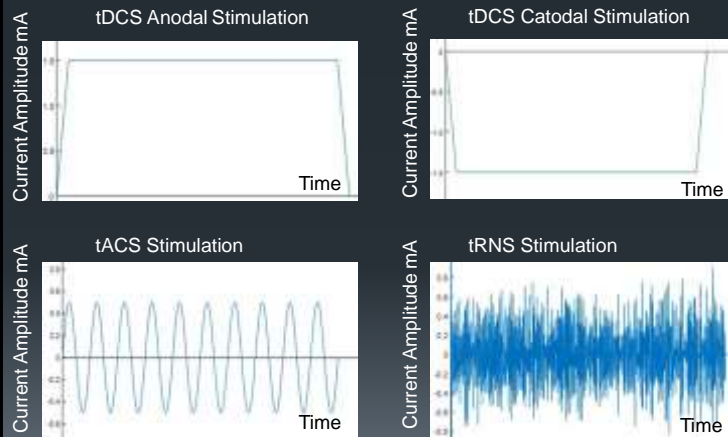 tDCS Anodal Stimulation
Current Amplitude mA
Time
tDCS Catodal Stimulation
Current Amplitude mA
Time
tACS Stimulation
Current Amplitude mA
Time
tRNS Stimulation
Current Amplitude mA
Time